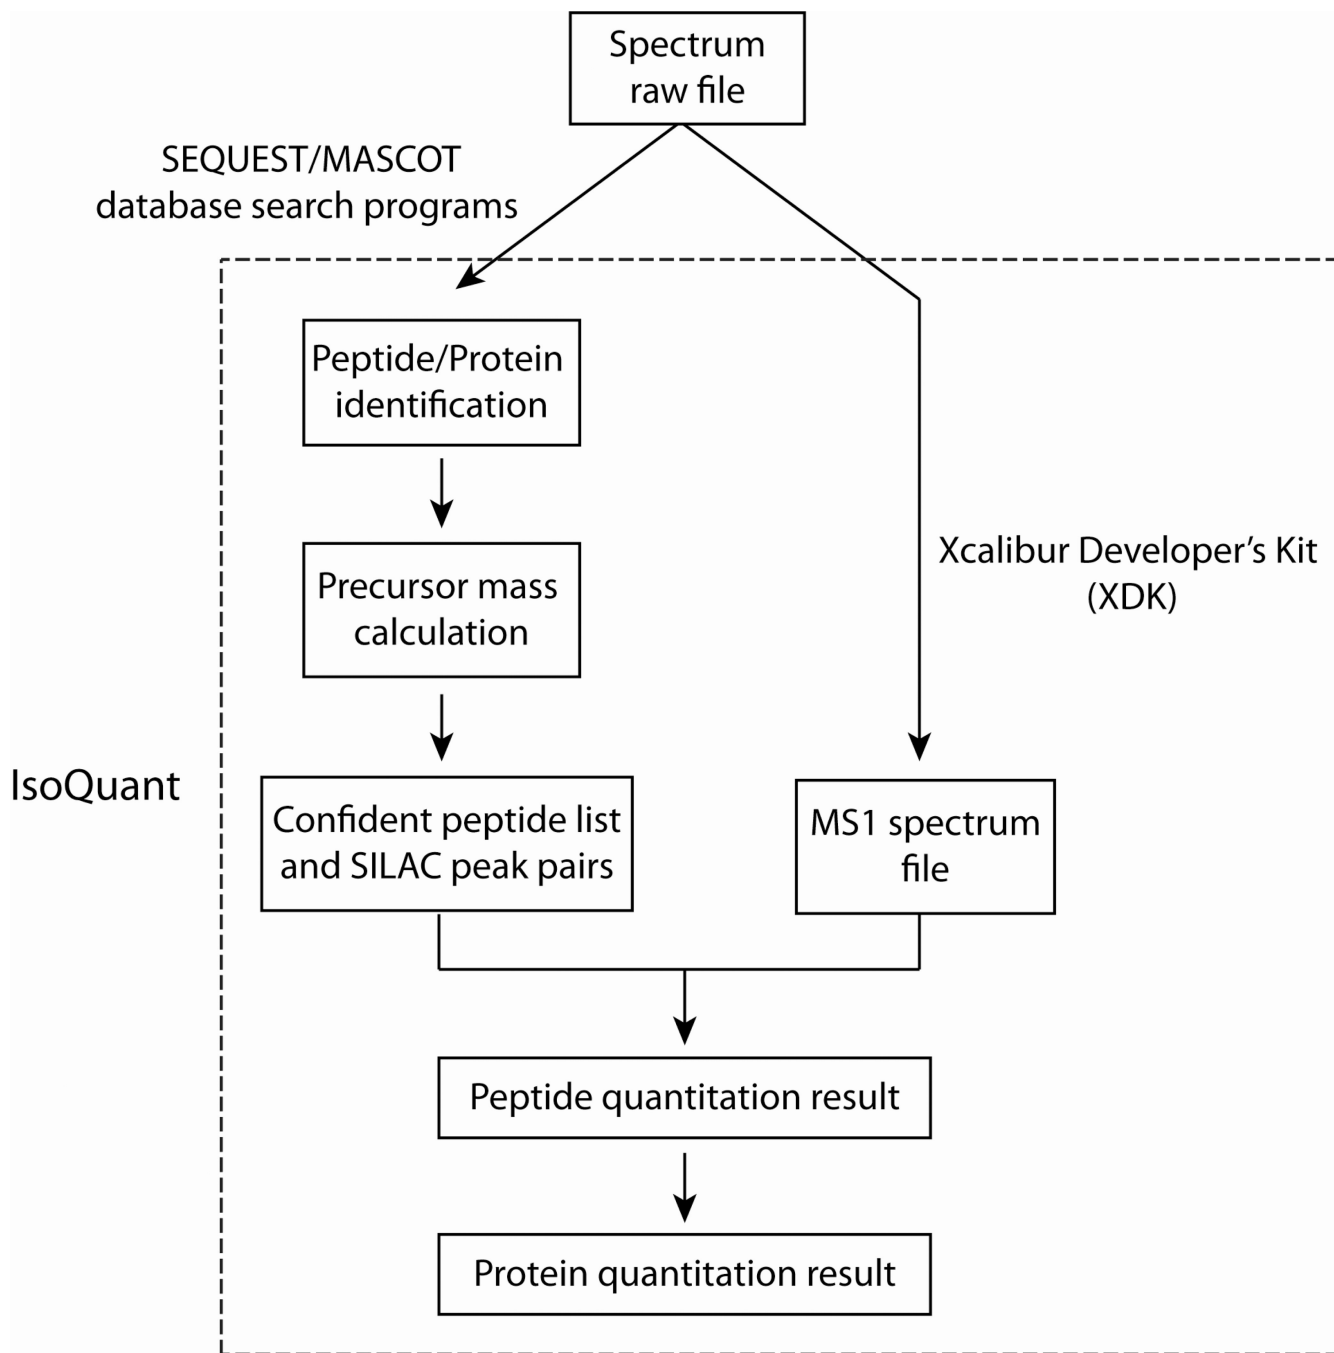 Spectrum
raw file
SEQUEST/MASCOT
database search programs
Peptide/Protein
identification
Precursor mass
calculation
Xcalibur Developer’s Kit
(XDK)
IsoQuant
Confident peptide list
and SILAC peak pairs
MS1 spectrum
file
Peptide quantitation result
Protein quantitation result